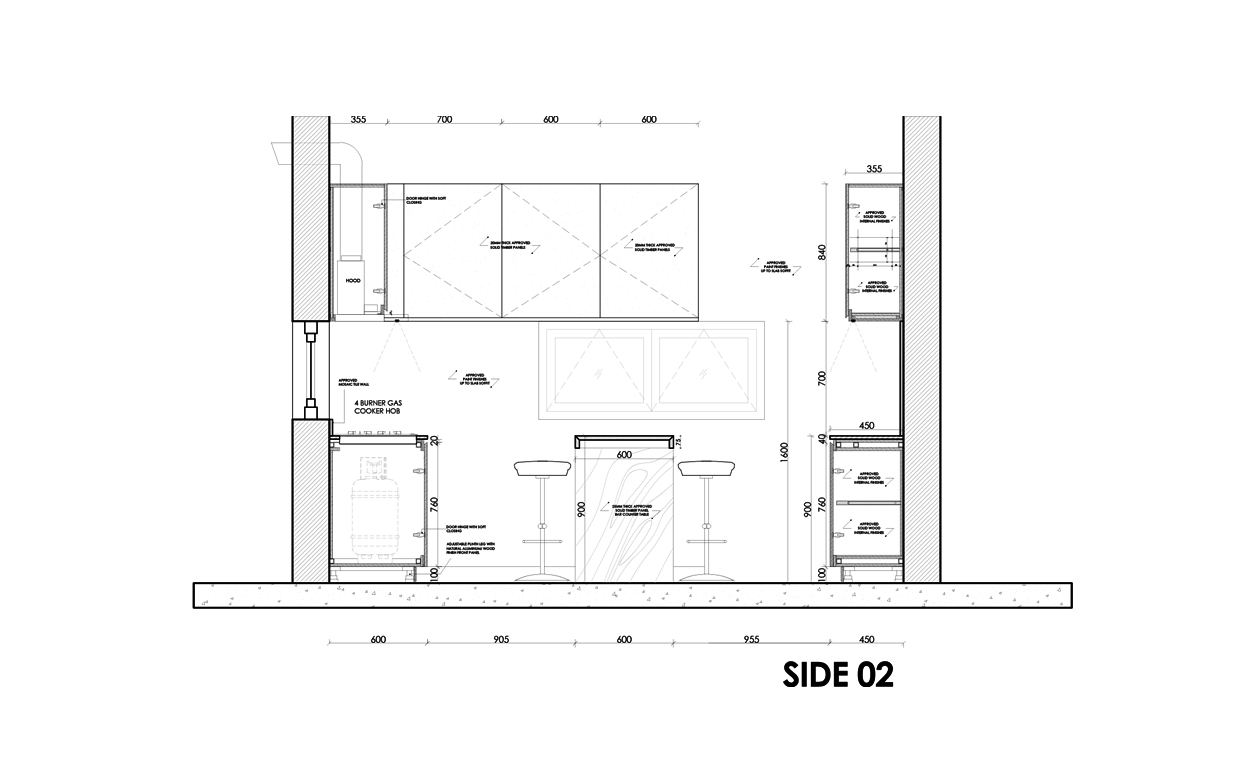 355 700 600 600
355
DOOR HINGE WITH SOFT
CLOSING
APPROVED
SOLID WOOD
INTERNAL FINISHES
20MM THICK APPROVED
SOLID TIMBER PANELS
20MM THICK APPROVED
SOLID TIMBER PANELS
840
APPROVED
PAINT FINISHES
UP TO SLAB SOFFIT
HOOD
APPROVED
SOLID WOOD
INTERNAL FINISHES
APPROVED
MOSAIC TILE WALL
APPROVED
PAINT FINISHES
UP TO SLAB SOFFIT
700
4 BURNER GAS
COOKER HOB
450
20
75
40
1600
600
APPROVED
SOLID WOOD
INTERNAL FINISHES
760
900
20MM THICK APPROVED
SOLID TIMBER PANEL
BAR COUNTER TABLE
900
760
DOOR HINGE WITH SOFT
CLOSING
APPROVED
SOLID WOOD
INTERNAL FINISHES
ADJUSTABLE PLINTH LEG WITH
NATURAL ALUMINIUM WOOD
FINISH FRONT PANEL
100
100
600 905 600 955 450
SIDE 02